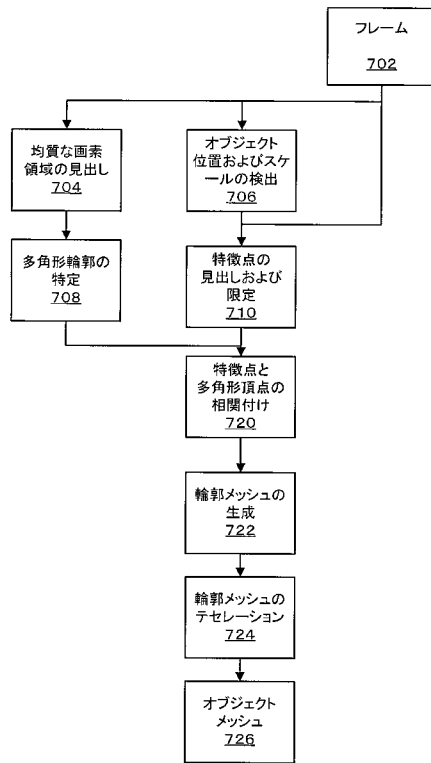 フレーム
702
均質な画素
領域の見出し
704
オブジェクト
位置およびスケ
ールの検出
706
多角形輪郭の
特定
708
特徴点の
見出しおよび
限定
710
特徴点と
多角形頂点の
相関付け
720
輪郭メッシュの
生成
722
輪郭メッシュの
テセレーション
724
オブジェクト
メッシュ
726